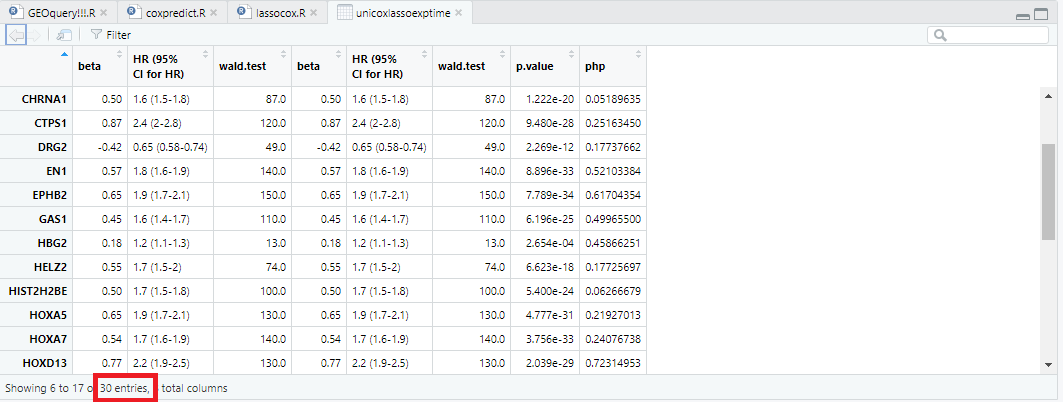 GEOquery!!!.R coxpredict.R lassocox.R unicoxlassoexptime
Filter
beta HR (95% CI for HR) wald.test beta HR (95% CI for HR) wald.test p.value php
CHRNA1 0.50 1.6 (1.5-1.8) 87.0 0.50 1.6 (1.5-1.8) 87.0 1.222e-20 0.05189635
CTPS1 0.87 2.4 (2-2.8) 120.0 0.87 2.4 (2-2.8) 120.0 9.480e-28 0.25163450
DRG2 -0.42 0.65 (0.58-0.74) 49.0 -0.42 0.65 (0.58-0.74) 49.0 2.269e-12 0.17737662
EN1 0.57 1.8 (1.6-1.9) 140.0 0.57 1.8 (1.6-1.9) 140.0 8.896e-33 0.52103384
EPHB2 0.65 1.9 (1.7-2.1) 150.0 0.65 1.9 (1.7-2.1) 150.0 7.789e-34 0.61704354
GAS1 0.45 1.6 (1.4-1.7) 110.0 0.45 1.6 (1.4-1.7) 110.0 6.196e-25 0.49965500
HBG2 0.18 1.2 (1.1-1.3) 13.0 0.18 1.2 (1.1-1.3) 13.0 2.654e-04 0.45866251
HELZ2 0.55 1.7 (1.5-2) 74.0 0.55 1.7 (1.5-2) 74.0 6.623e-18 0.17725697
HIST2H2BE 0.50 1.7 (1.5-1.8) 100.0 0.50 1.7 (1.5-1.8) 100.0 5.400e-24 0.06266679
HOXA5 0.65 1.9 (1.7-2.1) 130.0 0.65 1.9 (1.7-2.1) 130.0 4.777e-31 0.21927013
HOXA7 0.54 1.7 (1.6-1.9) 140.0 0.54 1.7 (1.6-1.9) 140.0 3.756e-33 0.24076738
HOXD13 0.77 2.2 (1.9-2.5) 130.0 0.77 2.2 (1.9-2.5) 130.0 2.039e-29 0.72314953
Showing 6 to 17 o 30 entries, total columns